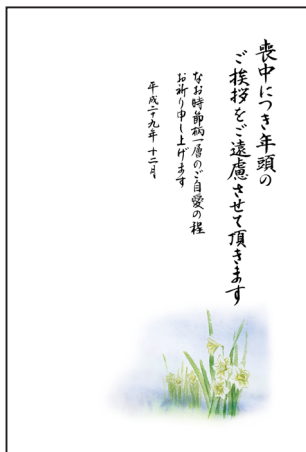 喪中につき年頭の
ご挨拶をご遠慮させて頂きます
なお時節柄一層のご自愛の程
お祈り申し上げます
平成二十九年十二月